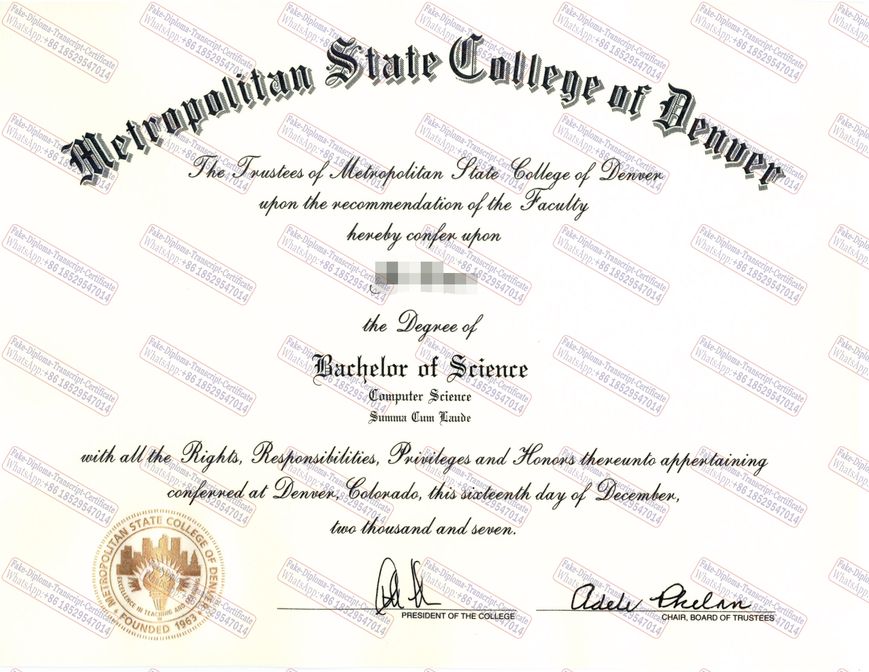 Metropolitan State College of Denver
The Trustees of Metropolitan State College of Denver
upon the recommendation of the Faculty
hereby confer upon
the Degree of
Bachelor of Science
Computer Science
Summa Cum Laude
with all the Rights, Responsibilities, Privileges and Honors thereunto appertaining
conferred at Denver, Colorado, this sixteenth day of December,
two thousand and seven.
METROPOLITAN STATE COLLEGE OF DENVER
EXCELLENCE IN TEACHING AND
FOUNDED 1963
PRESIDENT OF THE COLLEGE
Adele Phelan
CHAIR, BOARD OF TRUSTEES
Fake-Diploma-Transcript-Certificate
WhatsApp:+86 18529547014